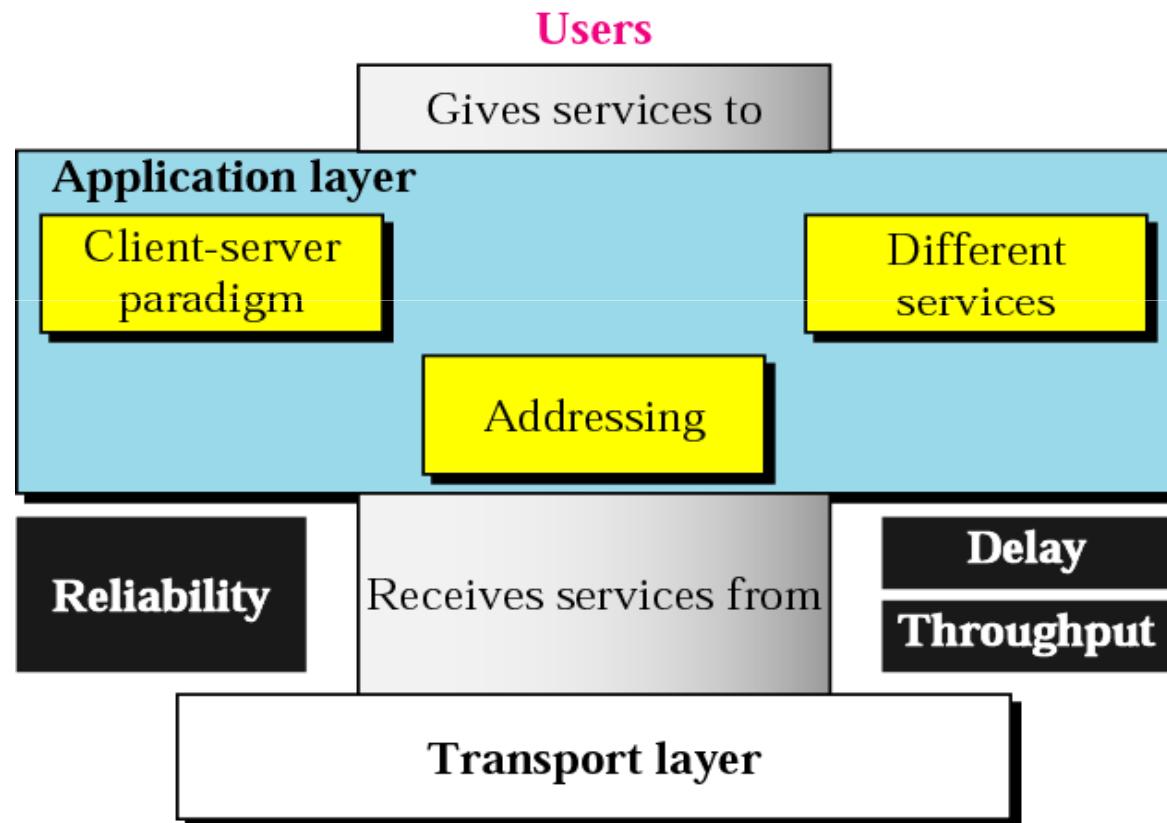 Users
Gives services to
Application layer
Client-server
paradigm
Different
services
Addressing
Reliability
Receives services from
Delay
Throughput
Transport layer